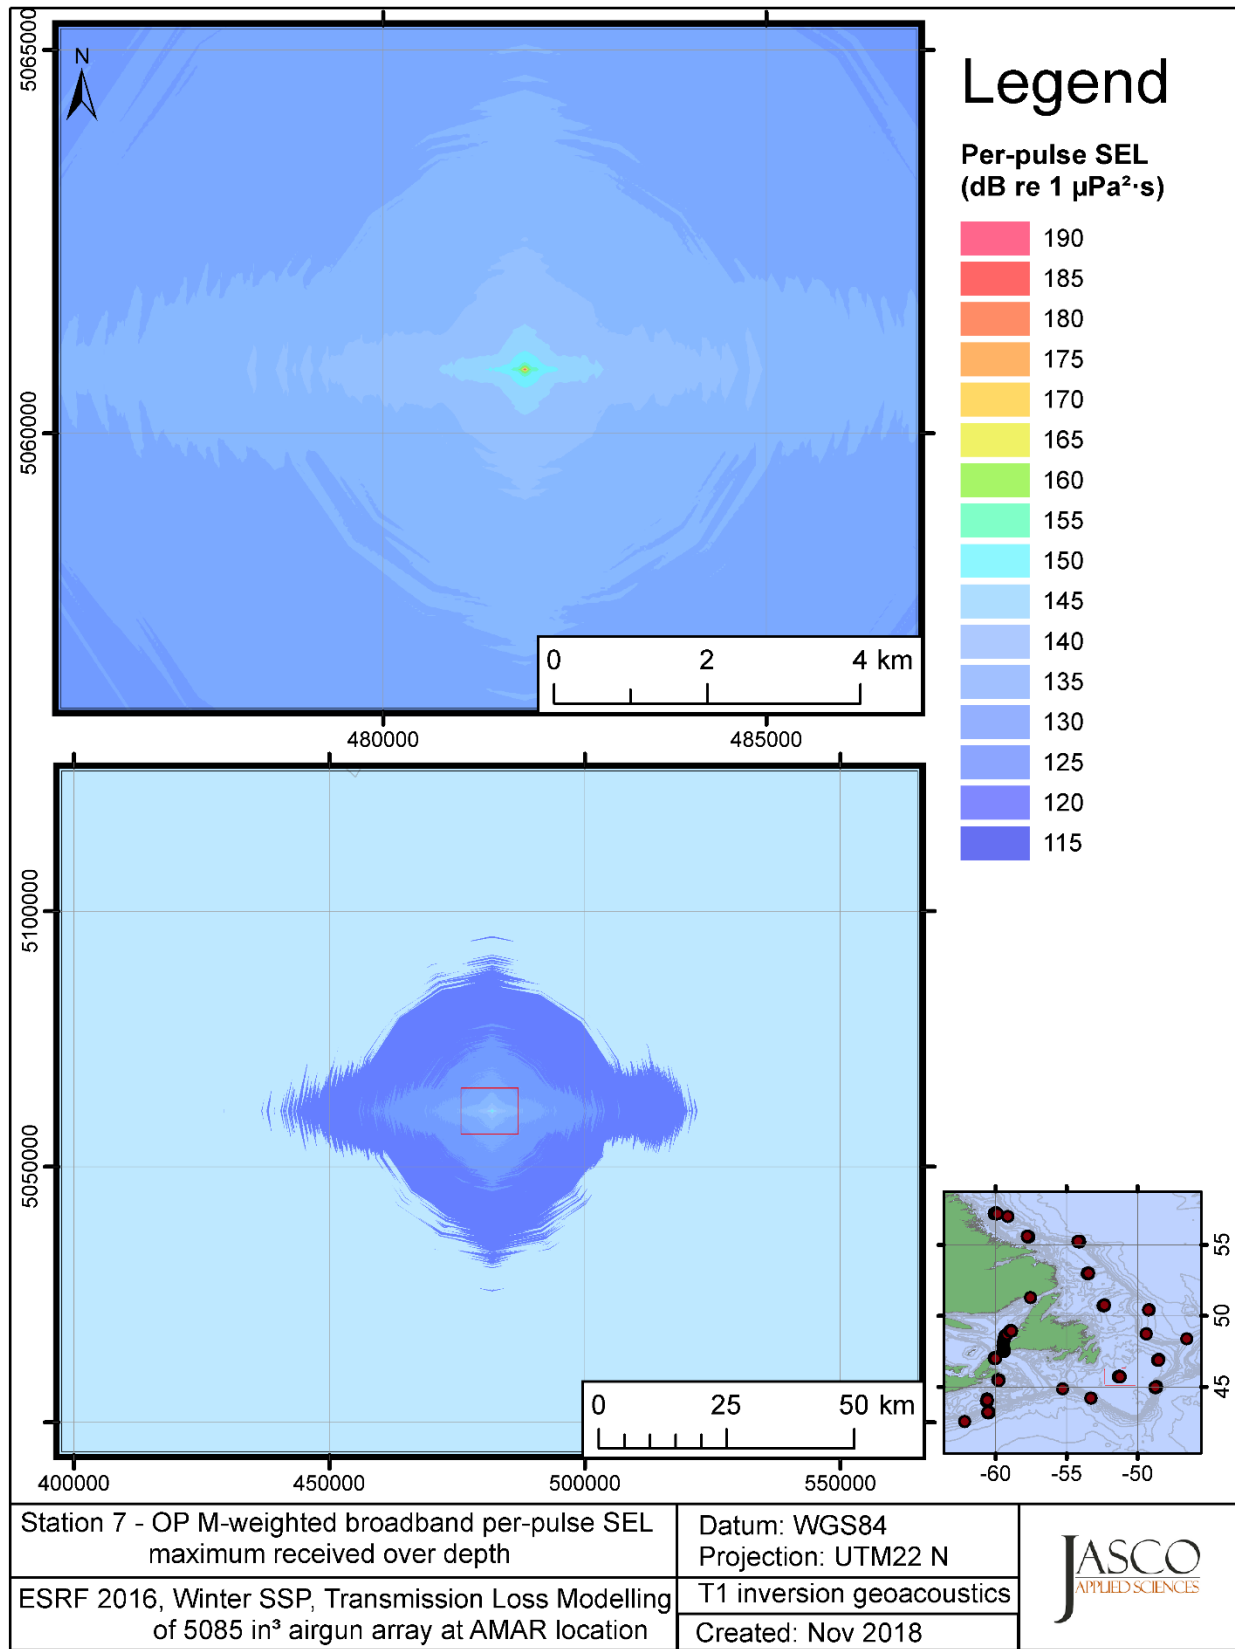 N
5065000
5060000
0 2 4 km
480000 485000
Legend
Per-pulse SEL
(dB re 1 µPa²·s)
190
185
180
175
170
165
160
155
150
145
140
135
130
125
120
115
5100000
5050000
0 25 50 km
400000 450000 500000 550000
55
50
45
-60 -55 -50
Station 7 - OP M-weighted broadband per-pulse SEL
maximum received over depth
ESRF 2016, Winter SSP, Transmission Loss Modelling
of 5085 in³ airgun array at AMAR location
Datum: WGS84
Projection: UTM22 N
T1 inversion geoacoustics
Created: Nov 2018
JASCO
APPLIED SCIENCES